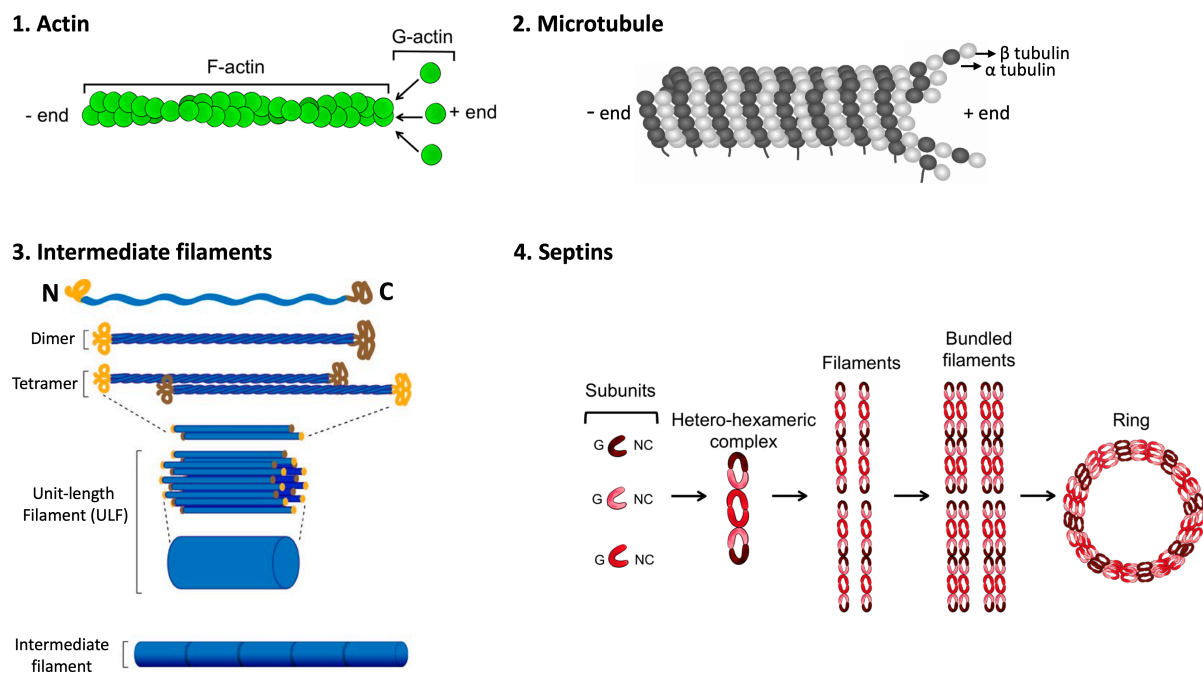 1. Actin
G-actin
F-actin
- end
+ end
2. Microtubule
β tubulin
α tubulin
- end
+ end
3. Intermediate filaments
N
C
Dimer
Tetramer
Unit-length
Filament (ULF)
Intermediate
filament
4. Septins
Subunits
G
NC
G
NC
G
NC
Hetero-hexameric
complex
Filaments
Bundled
filaments
Ring